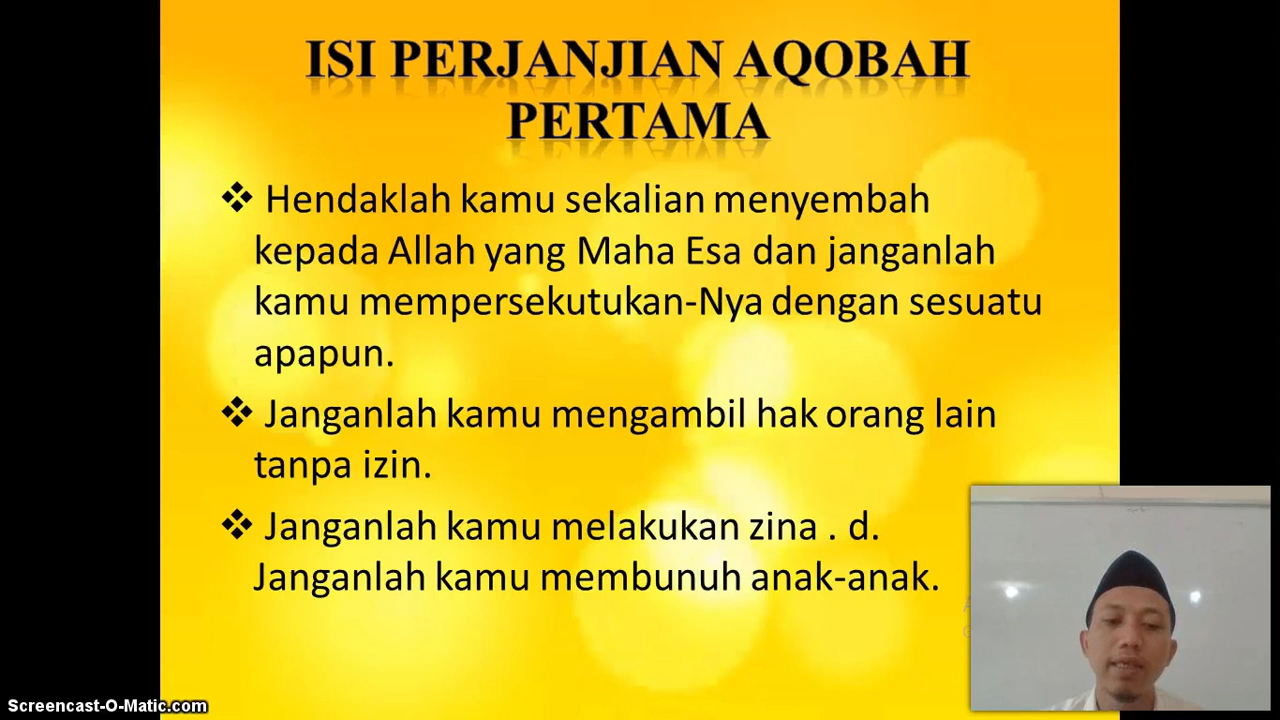 ISI PERJANJIAN AQOBAH
PERTAMA
❖ Hendaklah kamu sekalian menyembah
kepada Allah yang Maha Esa dan janganlah
kamu mempersekutukan-Nya dengan sesuatu
apapun.
❖ Janganlah kamu mengambil hak orang lain
tanpa izin.
❖ Janganlah kamu melakukan zina . d.
Janganlah kamu membunuh anak-anak.
Screencast-O-Matic.com